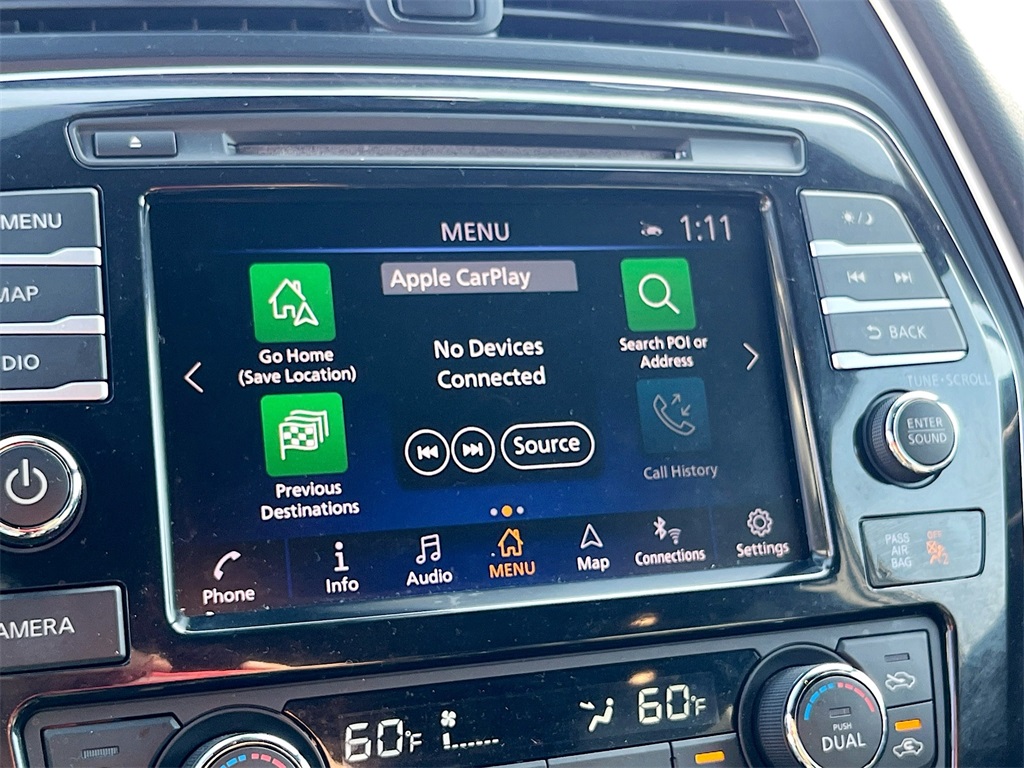 MENU
MAP
DIO
AMERA
MENU
1:11
Apple CarPlay
Go Home
(Save Location)
No Devices
Connected
Search POI or
Address
Previous
Destinations
Source
Call History
Phone
Info
Audio
MENU
Map
Connections
Settings
BACK
TUNE·SCROLL
ENTER
SOUND
PASS
AIR
BAG
OFF
60°F
60°F
PUSH
DUAL